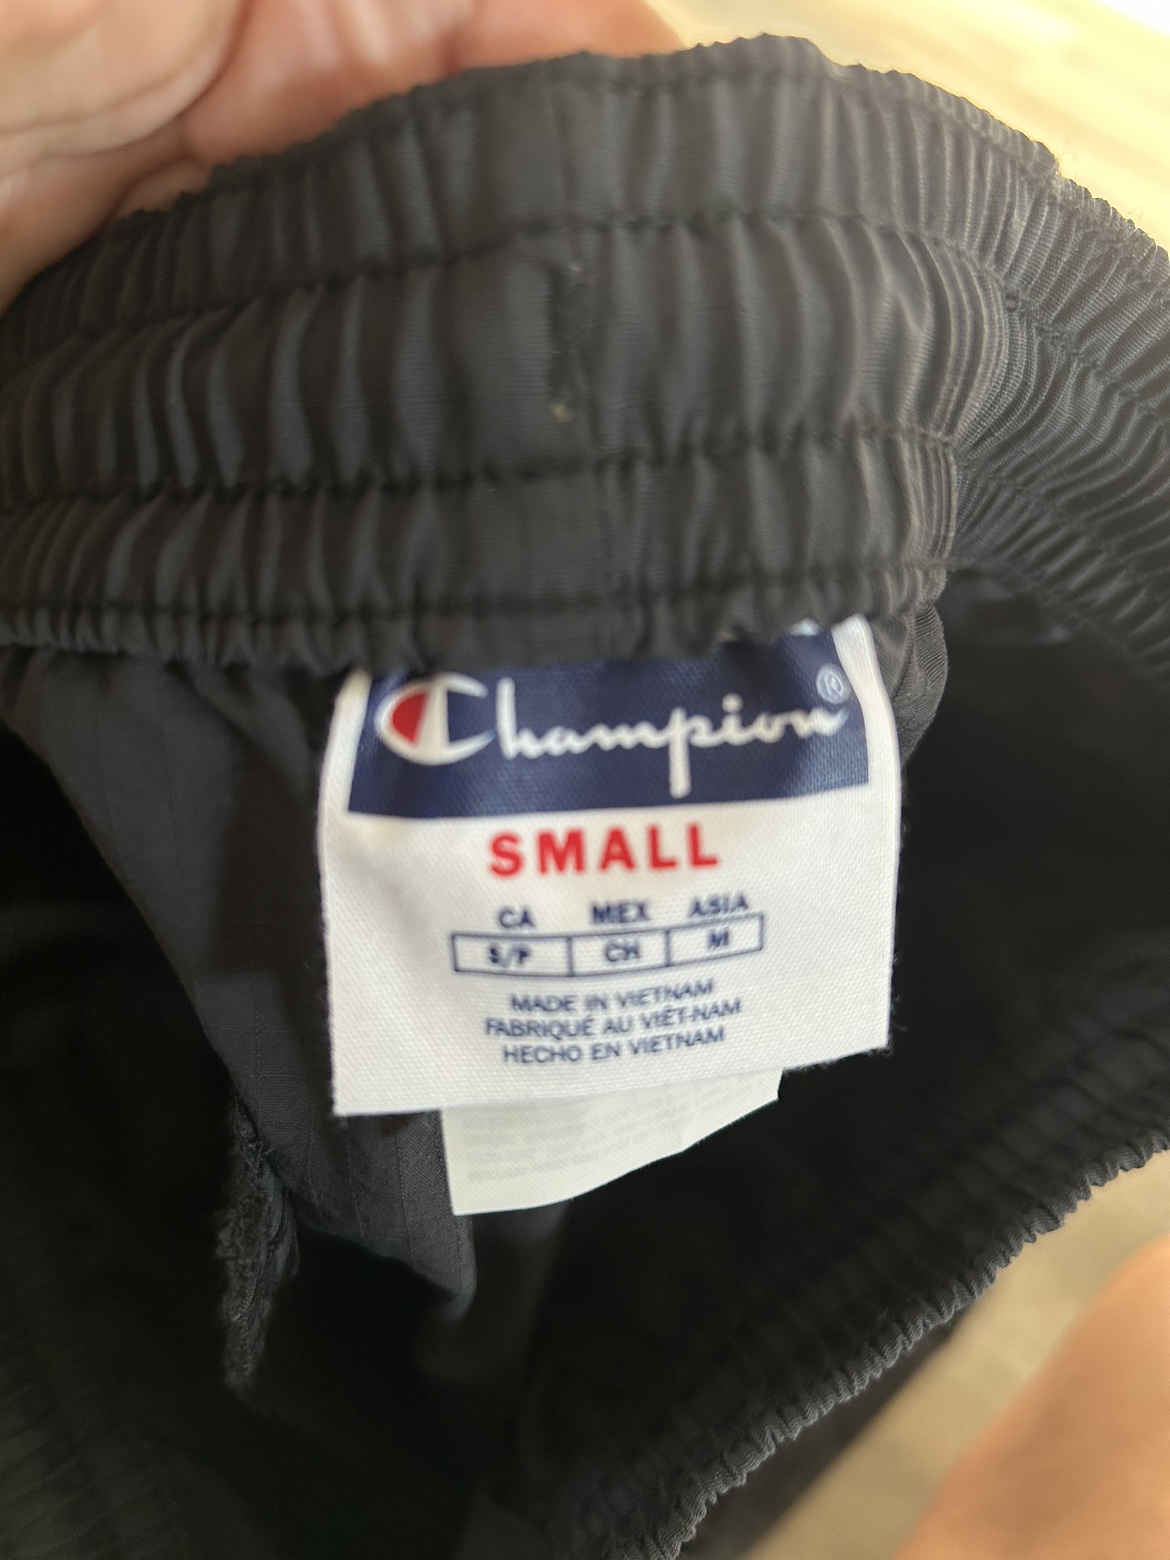 Champion®
SMALL
CA MEX ASIA
S/P CH M
MADE IN VIETNAM
FABRIQUÉ AU VIÊT-NAM
HECHO EN VIETNAM